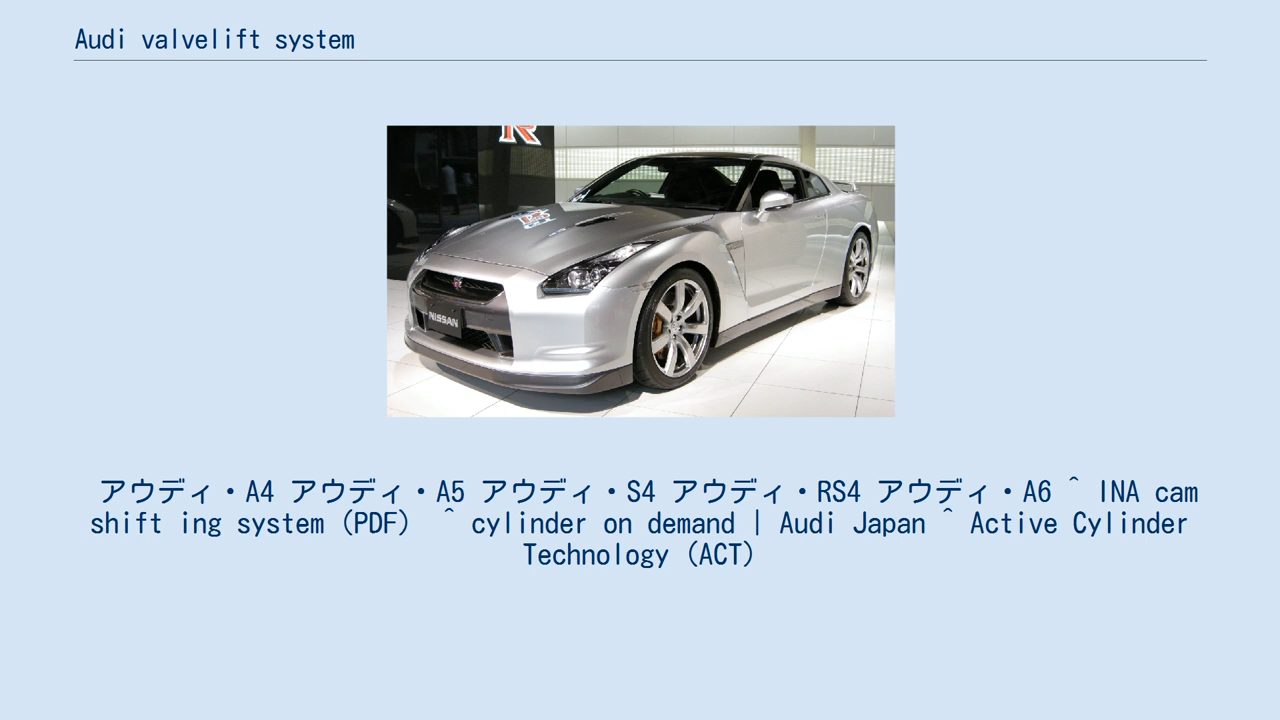 Audi valvelift system
R
NISSAN
アウディ・A4 アウディ・A5 アウディ・S4 アウディ・RS4 アウディ・A6 ^ INA cam
shift ing system (PDF) ^ cylinder on demand | Audi Japan ^ Active Cylinder
Technology (ACT)